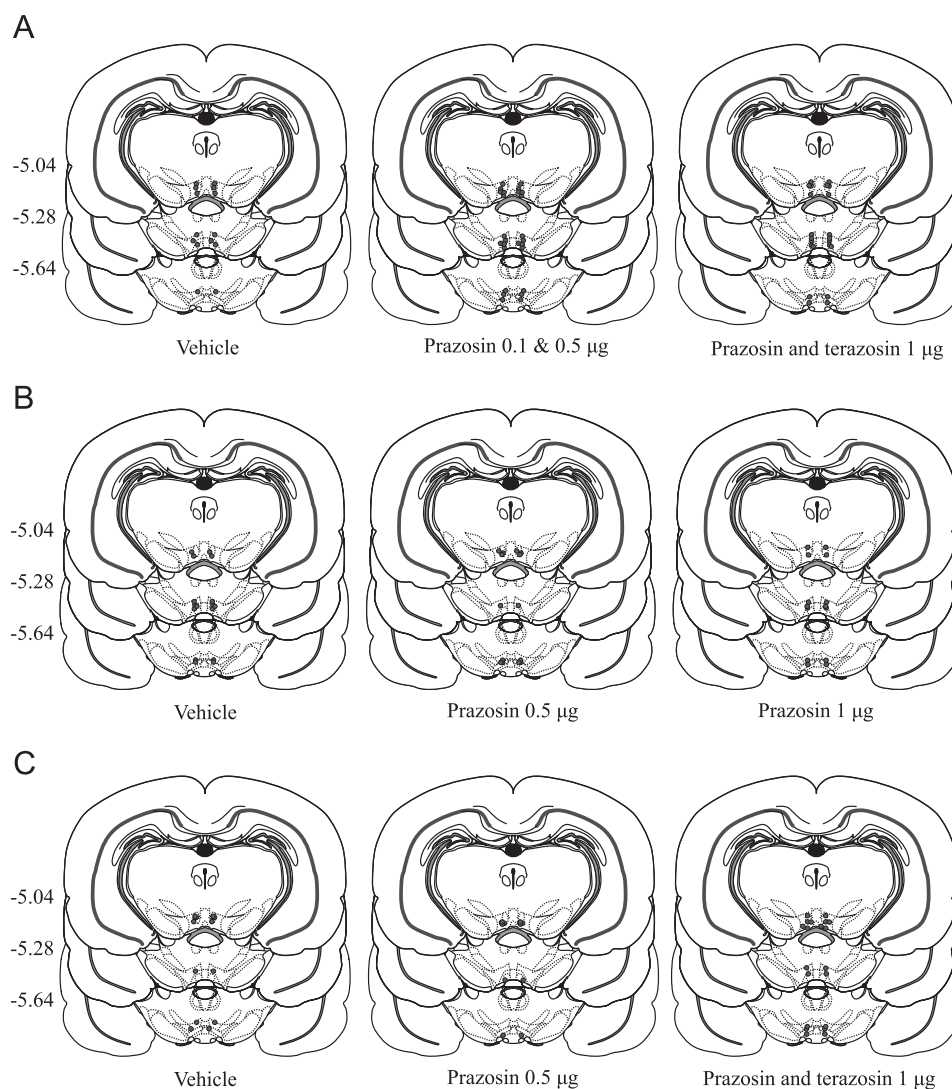 A
-5.04
-5.28
-5.64
Vehicle
Prazosin 0.1 & 0.5 μg
Prazosin and terazosin 1 μg
B
-5.04
-5.28
-5.64
Vehicle
Prazosin 0.5 μg
Prazosin 1 μg
C
-5.04
-5.28
-5.64
Vehicle
Prazosin 0.5 μg
Prazosin and terazosin 1 μg